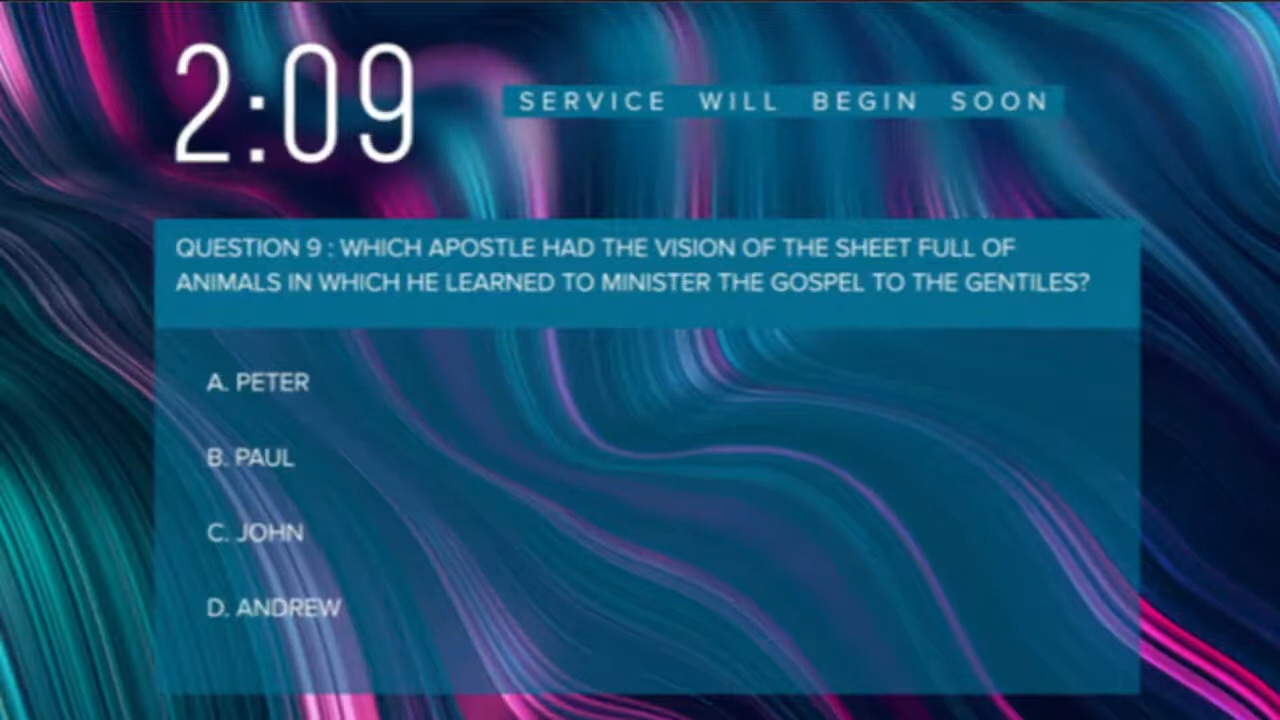 2:09
SERVICE WILL BEGIN SOON
QUESTION 9 : WHICH APOSTLE HAD THE VISION OF THE SHEET FULL OF
ANIMALS IN WHICH HE LEARNED TO MINISTER THE GOSPEL TO THE GENTILES?
A. PETER
B. PAUL
C. JOHN
D. ANDREW